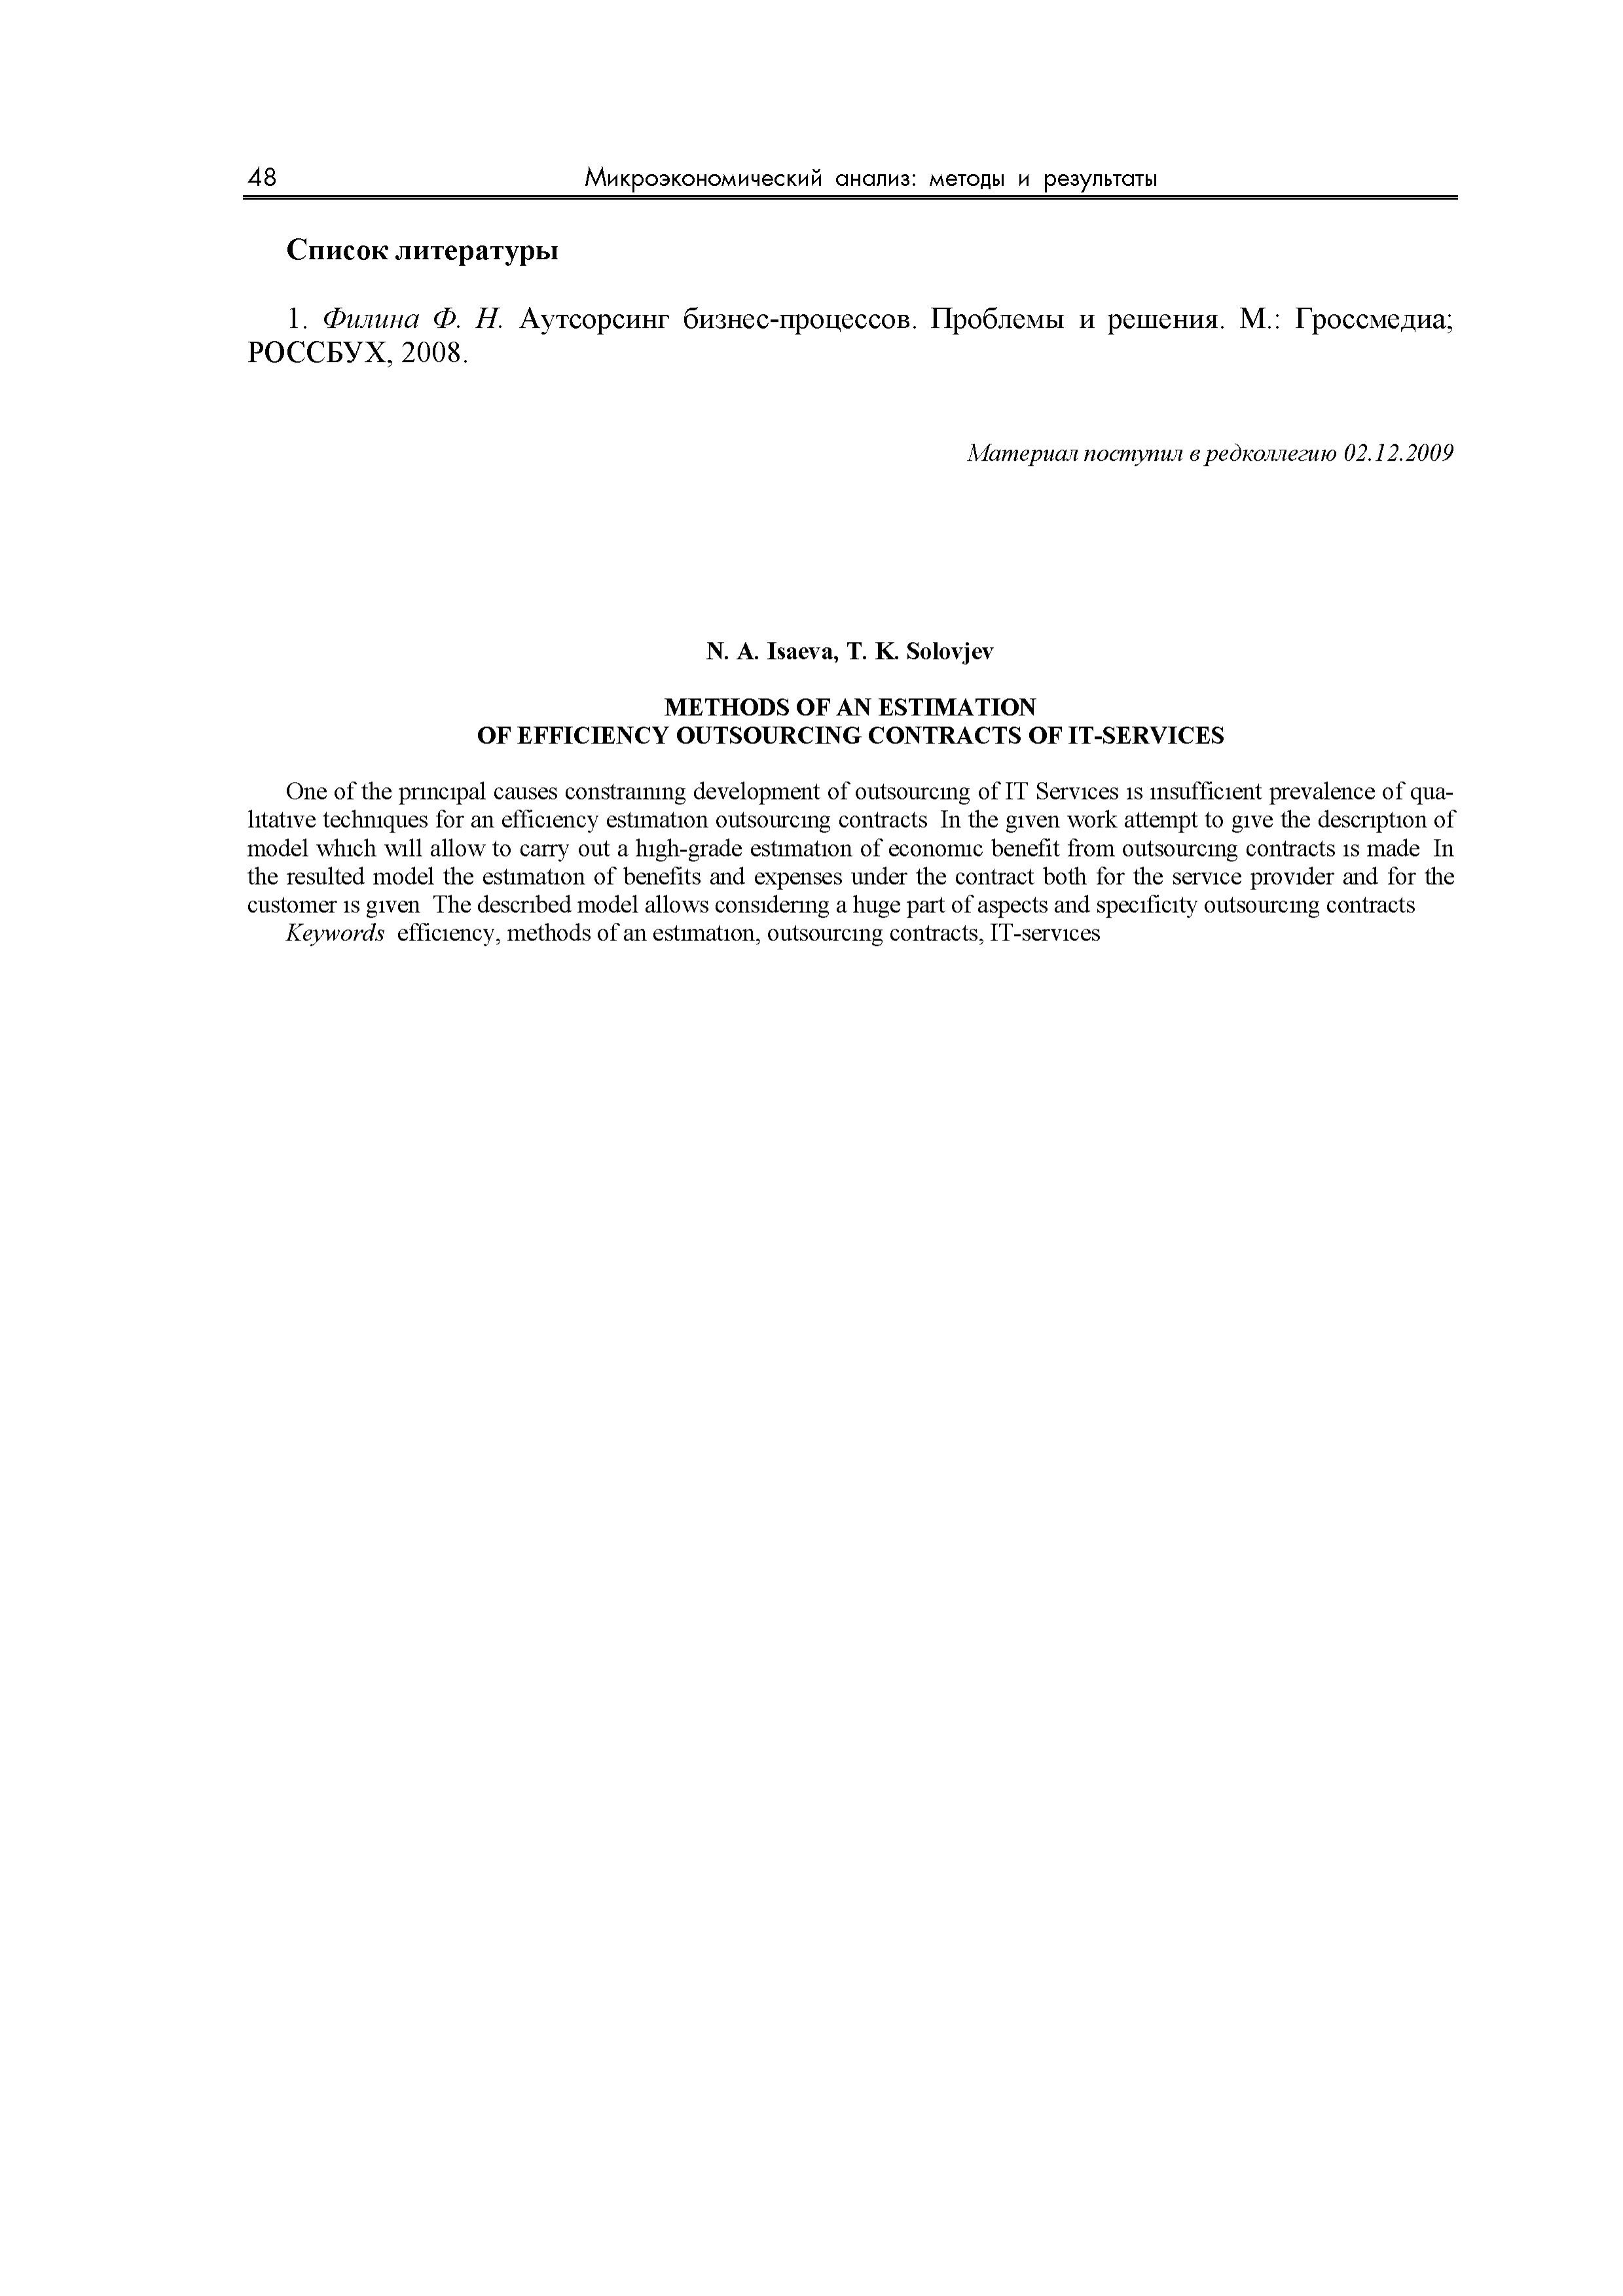 48 Микроэкономический анализ: методы и результаты
Список литературы
1. Филина Ф. Н. Аутсорсинг бизнес-процессов. Проблемы и решения. М.: Гроссмедиа;
РОССБУХ, 2008.
Материал поступил в редколлегию 02.12.2009
N. A. Isaeva, T. K. Solovjev
METHODS OF AN ESTIMATION
OF EFFICIENCY OUTSOURCING CONTRACTS OF IT-SERVICES
One of the principal causes constraining development of outsourcing of IT Services is insufficient prevalence of qua-
litative techniques for an efficiency estimation outsourcing contracts In the given work attempt to give the description of
model which will allow to carry out a high-grade estimation of economic benefit from outsourcing contracts is made In
the resulted model the estimation of benefits and expenses under the contract both for the service provider and for the
customer is given The described model allows considering a huge part of aspects and specificity outsourcing contracts
Keywords efficiency, methods of an estimation, outsourcing contracts, IT-services